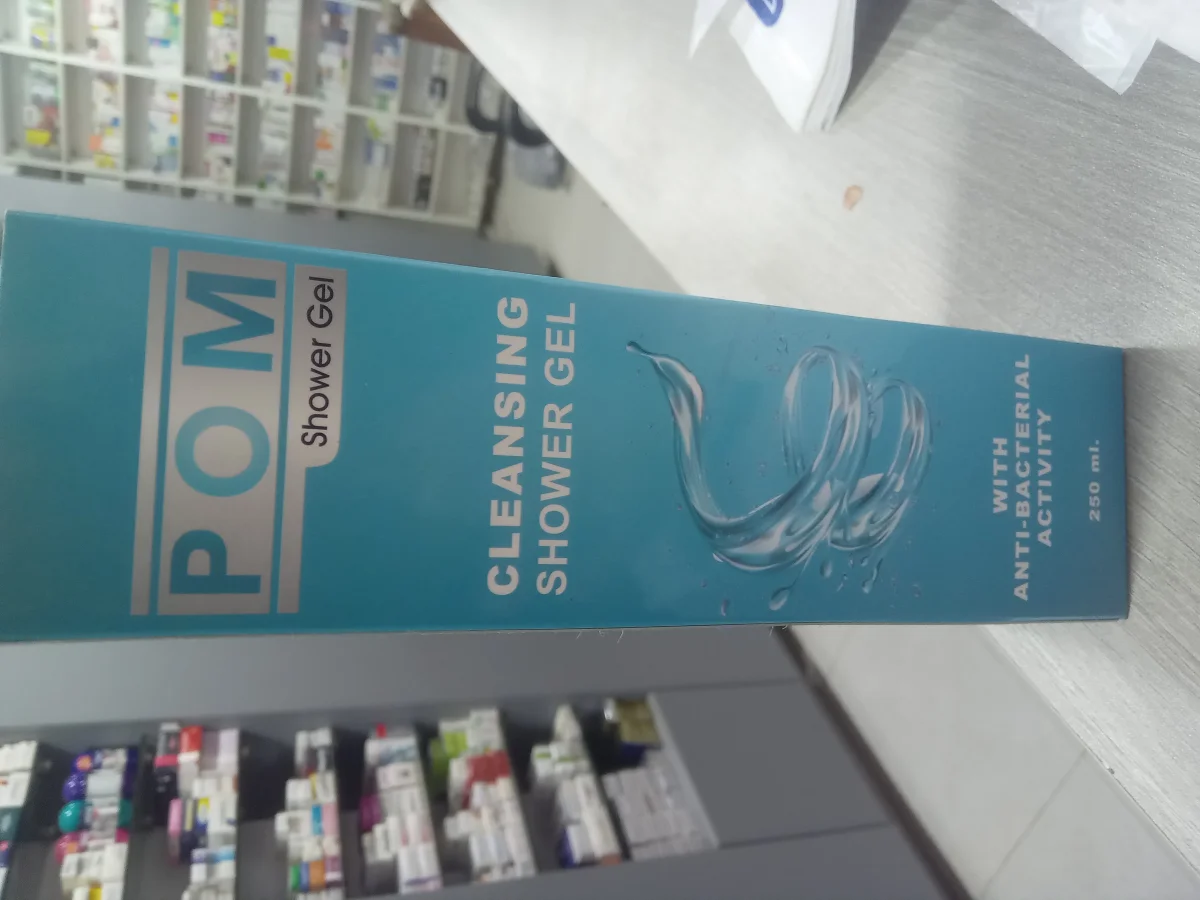 POM
Shower Gel
CLEANSING
SHOWER GEL
WITH
ANTI-BACTERIAL
ACTIVITY
250 ml.